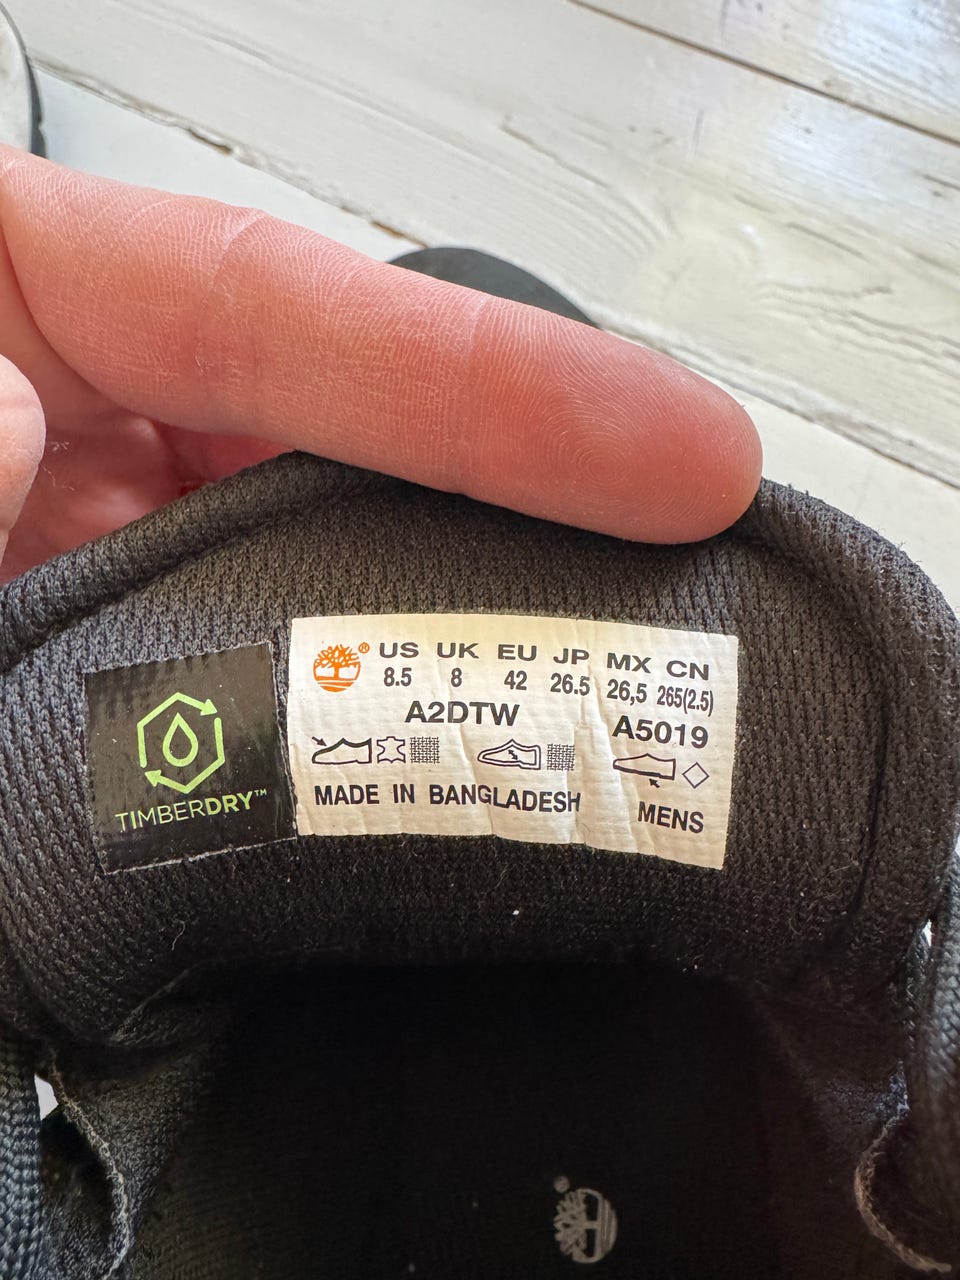 TIMBERDRY™
® US UK EU JP MX CN
8.5 8 42 26.5 26,5 265(2.5)
A2DTW A5019
MADE IN BANGLADESH MENS
®